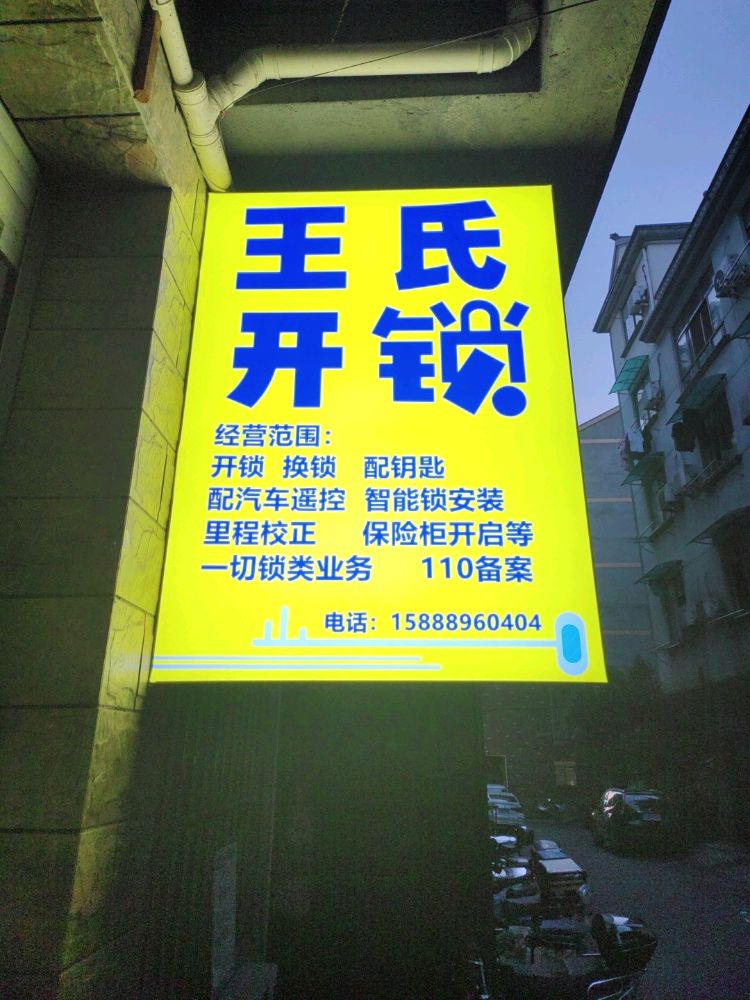 王氏
开锁
经营范围：
开锁 换锁 配钥匙
配汽车遥控 智能锁安装
里程校正 保险柜开启等
一切锁类业务 110备案
电话：15888960404